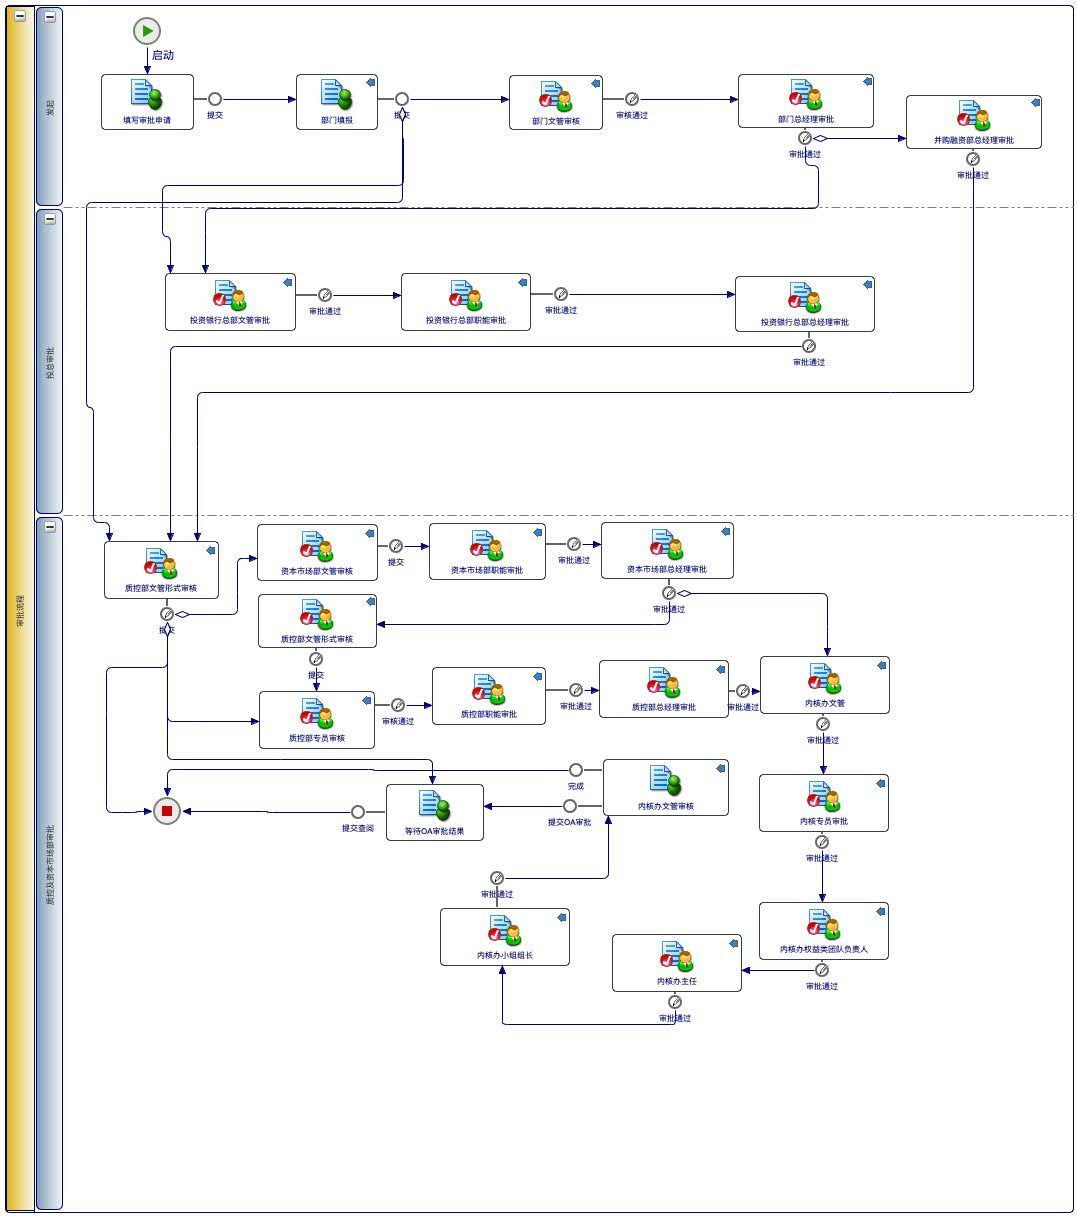 审批流程
发起
启动
填写审批申请
提交
部门填报
提交
部门文管审核
审核通过
部门总经理审批
审批通过
并购融资部总经理审批
审批通过
投总审批
投资银行总部文管审批
审批通过
投资银行总部职能审批
审批通过
投资银行总部总经理审批
审批通过
质控及资本市场部审批
质控部文管形式审核
提交
资本市场部文管审核
提交
资本市场部职能审批
审批通过
资本市场部总经理审批
审批通过
质控部文管形式审核
提交
质控部专员审核
审核通过
质控部职能审批
审批通过
质控部总经理审批
审批通过
内核办文管
审批通过
内核专员审批
审批通过
内核办权益类团队负责人
审批通过
内核办主任
审批通过
内核办小组组长
审批通过
内核办文管审核
完成
提交OA审批
等待OA审批结果
提交查阅